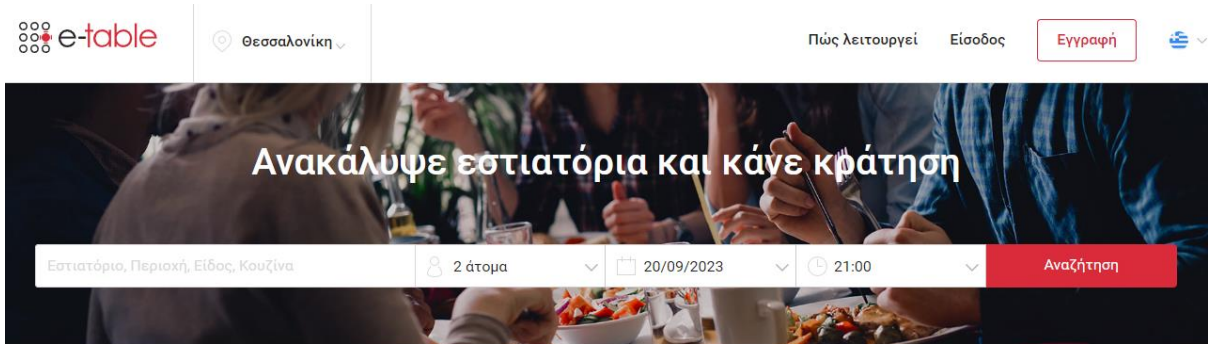 e-table
Θεσσαλονίκη
Πώς λειτουργεί
Είσοδος
Εγγραφή
Ανακάλυψε εστιατόρια και κάνε κράτηση
Εστιατόριο, Περιοχή, Είδος, Κουζίνα
2 άτομα
20/09/2023
21:00
Αναζήτηση